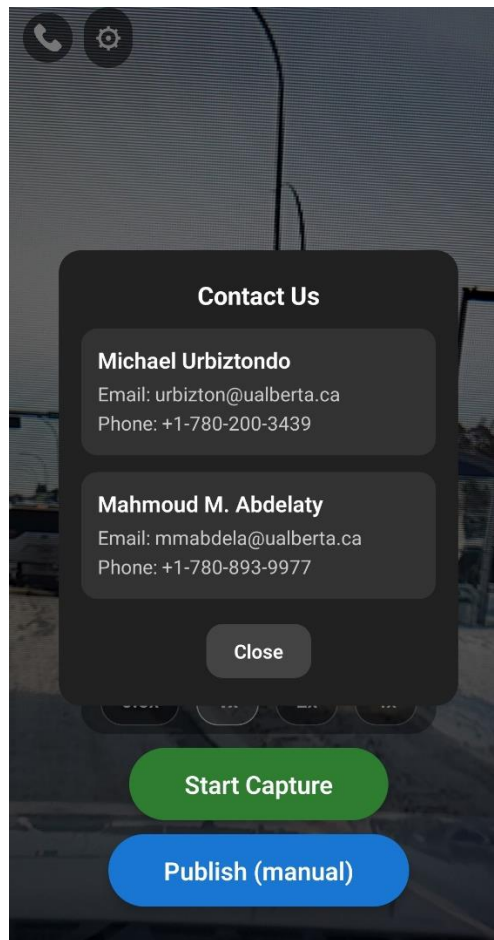 Contact Us
Michael Urbiztondo
Email: urbizton@ualberta.ca
Phone: +1-780-200-3439
Mahmoud M. Abdelaty
Email: mmabdela@ualberta.ca
Phone: +1-780-893-9977
Close
Start Capture
Publish (manual)